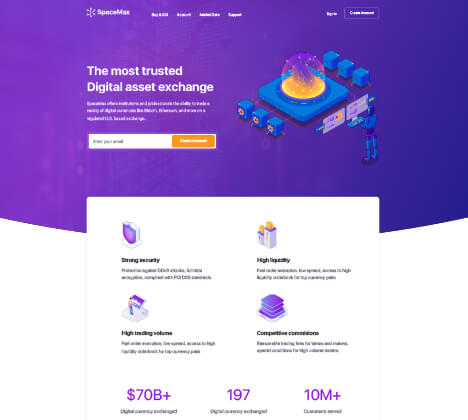 SpaceMax
Buy & Sell Account Market Data Support
Sign in Create Account
The most trusted
Digital asset exchange
SpaceMax offers institutions and professionals the ability to trade a
variety of digital currencies like Bitcoin, Ethereum, and more on a
regulated U.S. based exchange.
Enter your email Create Account
Strong security
Protection against DDoS attacks, full data
encryption, compliant with PCI DSS standards
High liquidity
Fast order execution, low spread, access to high
liquidity orderbook for top currency pairs
High trading volume
Fast order execution, low spread, access to high
liquidity orderbook for top currency pairs
Competitive commisions
Reasonable trading fees for takers and makers,
special conditions for high volume traders.
$70B+
Digital currency exchanged
197
Digital currency exchanged
10M+
Customers served